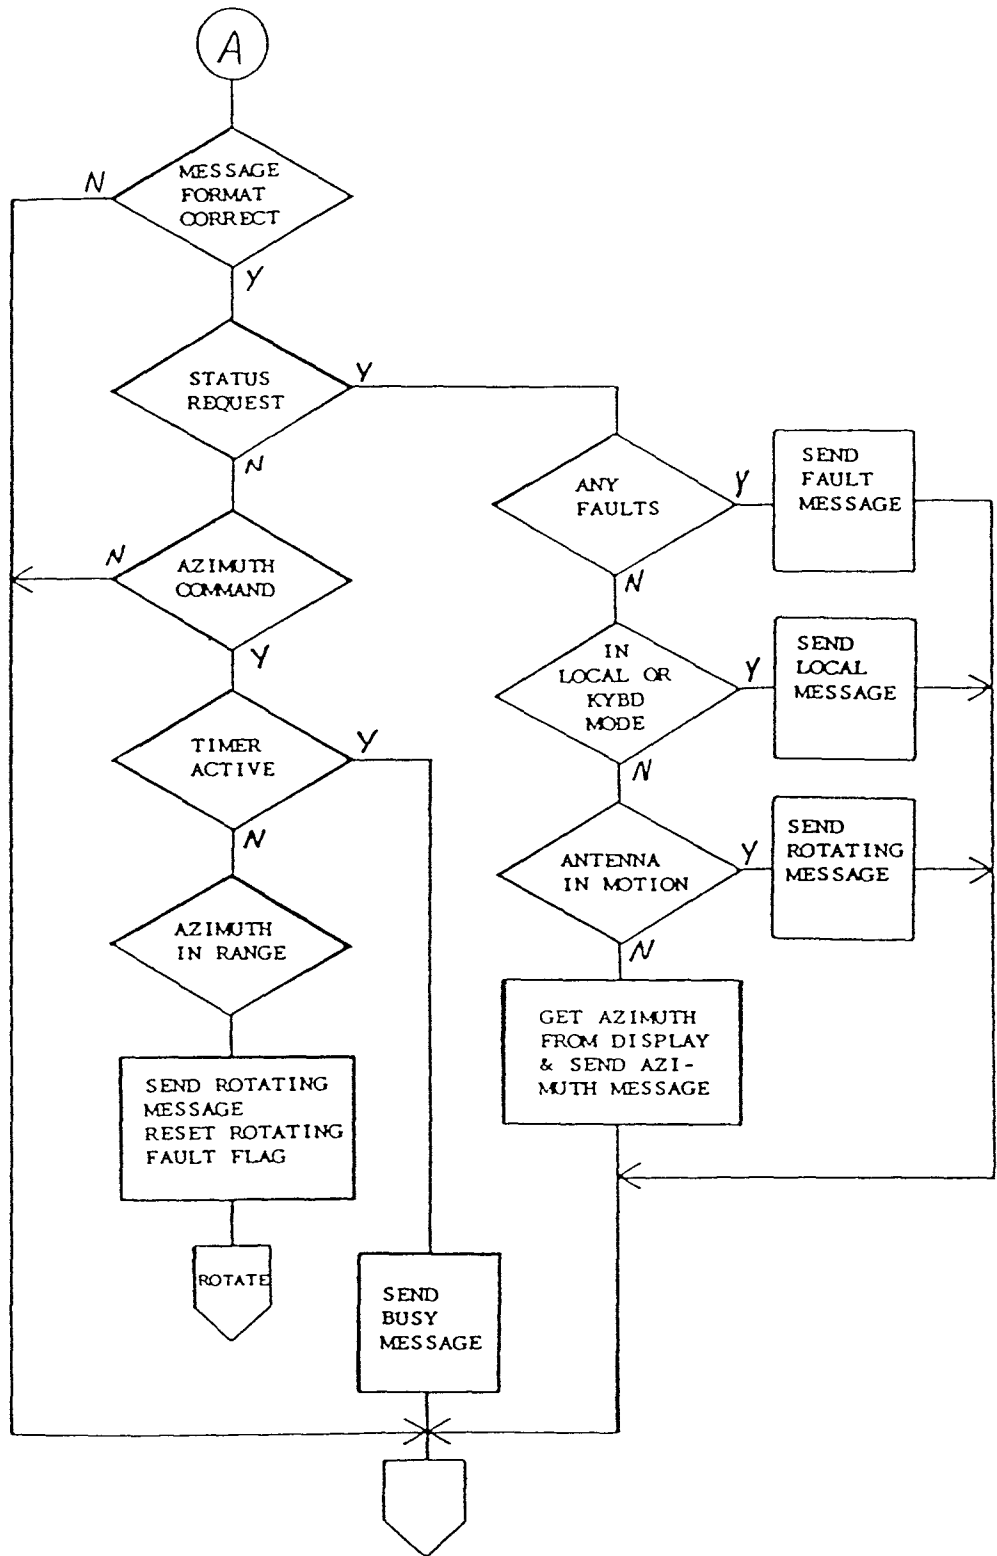 A
MESSAGE
FORMAT
CORRECT
N
Y
STATUS
REQUEST
Y
N
AZIMUTH
COMMAND
N
Y
TIMER
ACTIVE
Y
N
AZIMUTH
IN RANGE
SEND ROTATING
MESSAGE
RESET ROTATING
FAULT FLAG
ROTATE
SEND
BUSY
MESSAGE
ANY
FAULTS
Y
N
SEND
FAULT
MESSAGE
IN
LOCAL OR
KYBD
MODE
Y
N
SEND
LOCAL
MESSAGE
ANTENNA
IN MOTION
Y
N
SEND
ROTATING
MESSAGE
GET AZIMUTH
FROM DISPLAY
& SEND AZI-
MUTH MESSAGE